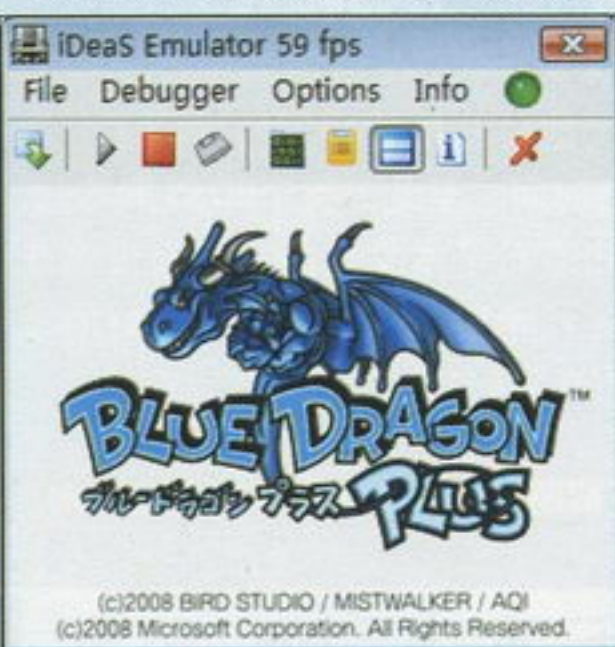 iDeaS Emulator 59 fps
File Debugger Options Info
BLUE DRAGON™
ブルードラゴン プラス PLUS
(c)2008 BIRD STUDIO / MISTWALKER / AQI
(c)2008 Microsoft Corporation. All Rights Reserved.